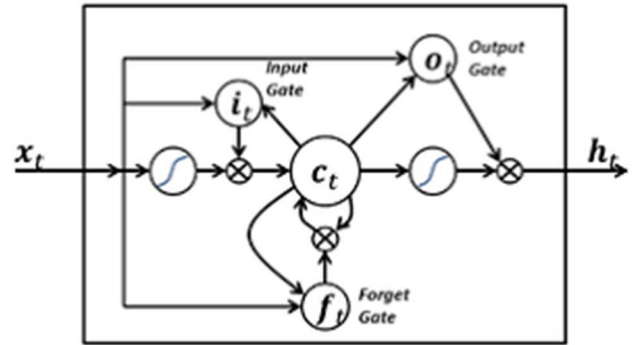 Output
Gate
o_t
Input
Gate
i_t
x_t
c_t
h_t
f_t
Forget
Gate